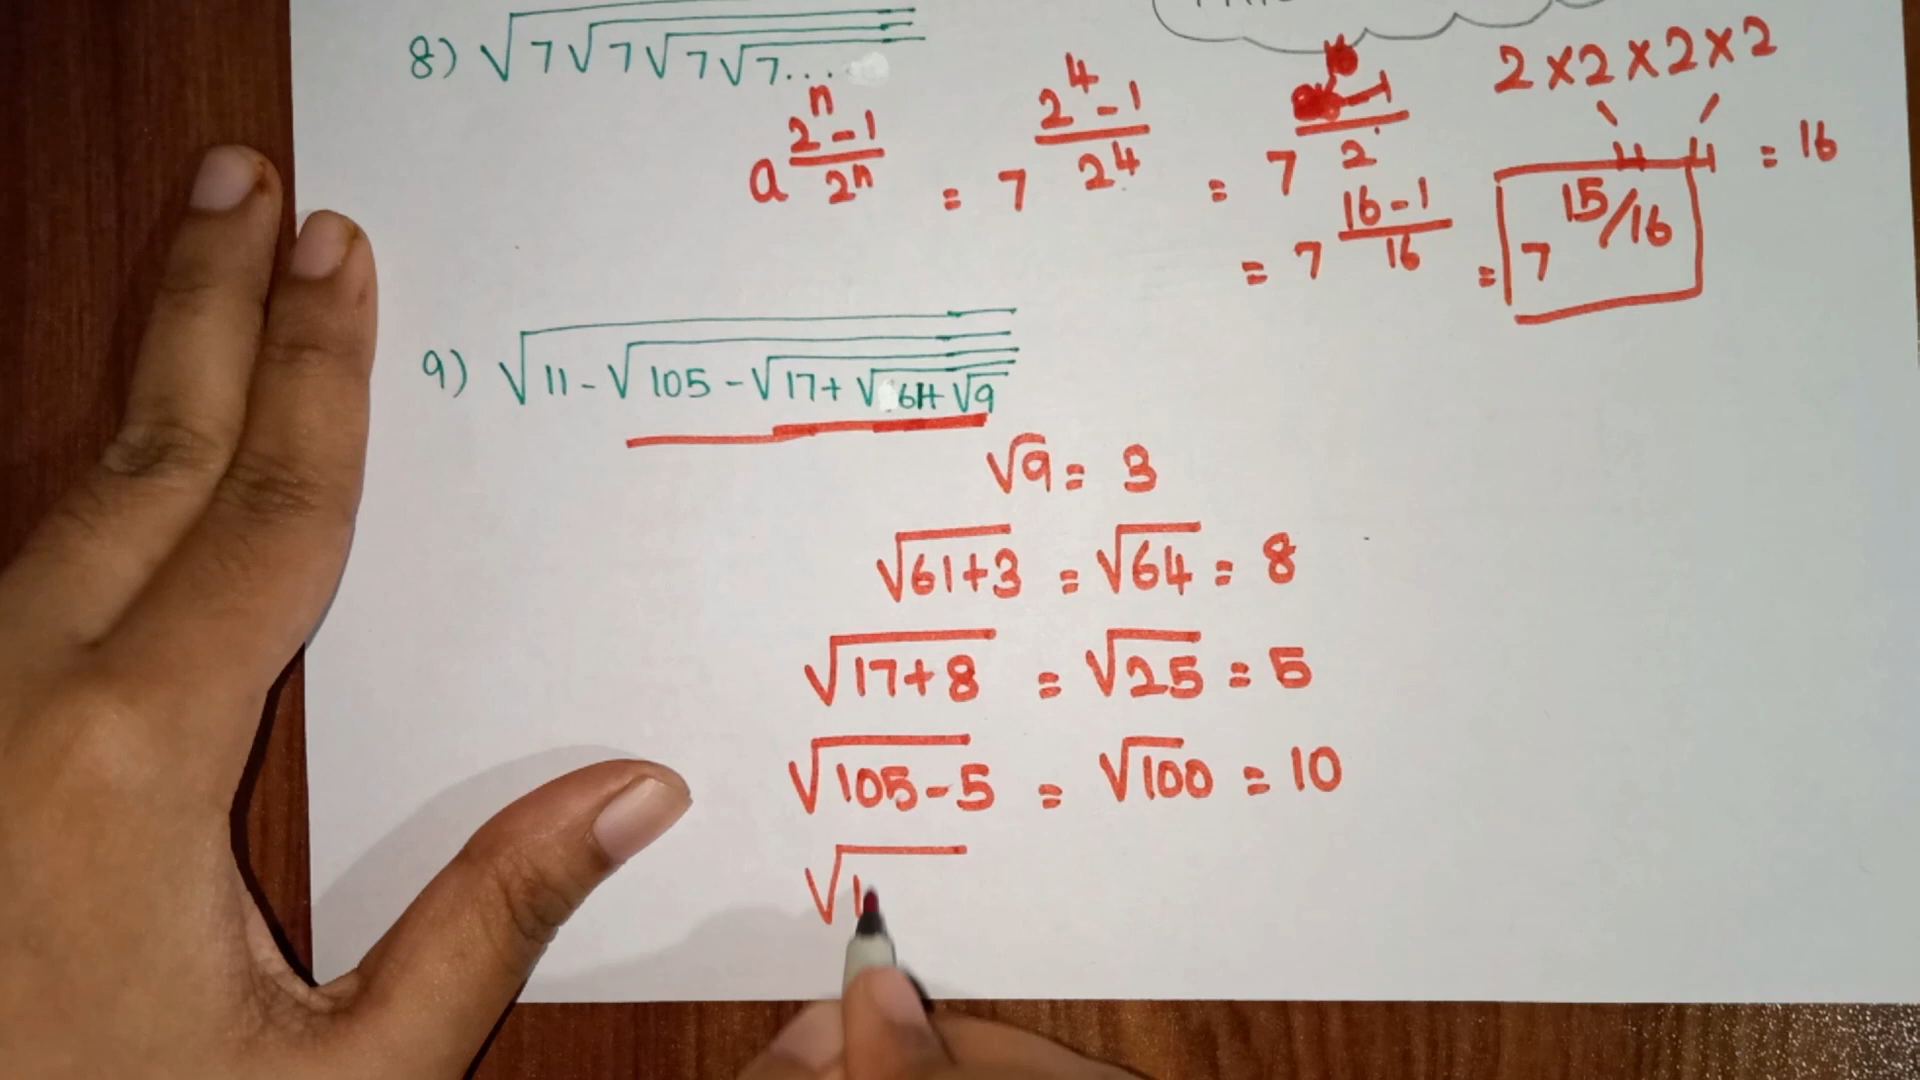 8) √7√7√7√7...
2×2×2×2
a^(2^n-1)/(2^n) = 7^(2^4-1)/(2^4) = 7
2
4 4 = 16
= 7^(16-1)/16 = 7^15/16
9) √11-√105-√17+√61+√9
√9 = 3
√61+3 = √64 = 8
√17+8 = √25 = 5
√105-5 = √100 = 10
√1